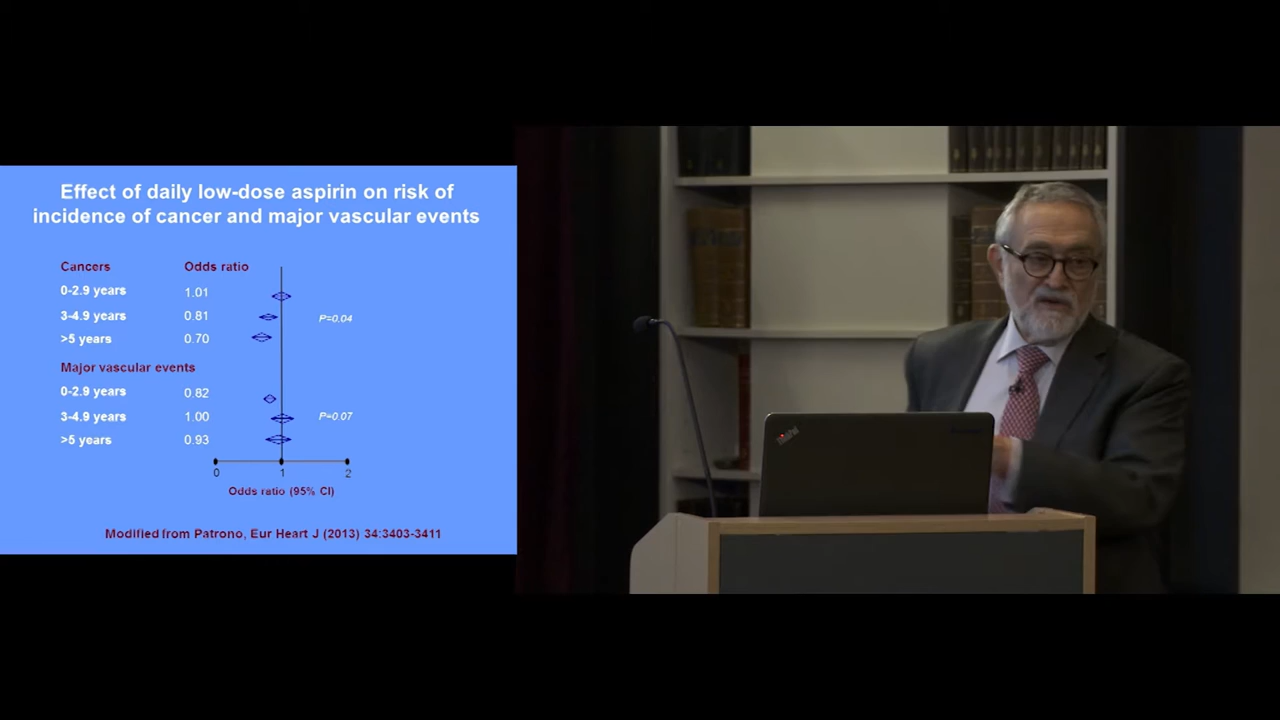 Effect of daily low-dose aspirin on risk of
incidence of cancer and major vascular events
Cancers Odds ratio
0-2.9 years 1.01
3-4.9 years 0.81 P=0.04
>5 years 0.70
Major vascular events
0-2.9 years 0.82
3-4.9 years 1.00 P=0.07
>5 years 0.93
0 1 2
Odds ratio (95% CI)
Modified from Patrono, Eur Heart J (2013) 34:3403-3411